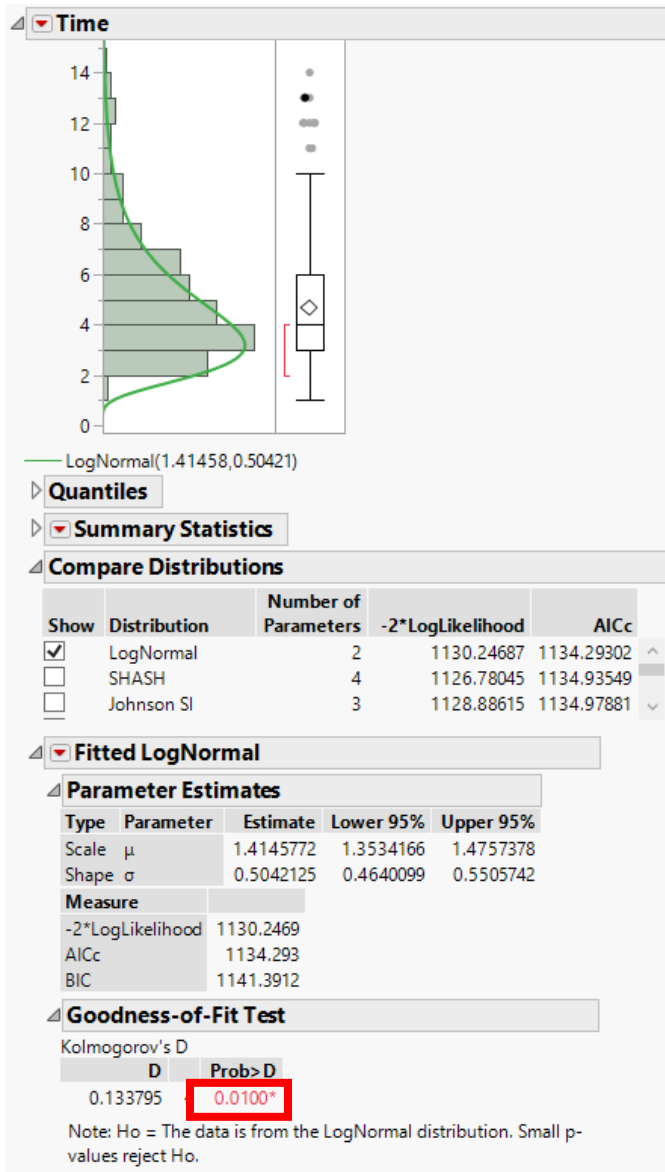 Time
14
12
10
8
6
4
2
0
LogNormal(1.41458,0.50421)
Quantiles
Summary Statistics
Compare Distributions
Show Distribution Number of Parameters -2*LogLikelihood AICc
LogNormal 2 1130.24687 1134.29302
SHASH 4 1126.78045 1134.93549
Johnson Sl 3 1128.88615 1134.97881
Fitted LogNormal
Parameter Estimates
Type Parameter Estimate Lower 95% Upper 95%
Scale μ 1.4145772 1.3534166 1.4757378
Shape σ 0.5042125 0.4640099 0.5505742
Measure
-2*LogLikelihood 1130.2469
AICc 1134.293
BIC 1141.3912
Goodness-of-Fit Test
Kolmogorov's D
D Prob>D
0.133795 0.0100*
Note: Ho = The data is from the LogNormal distribution. Small p-
values reject Ho.